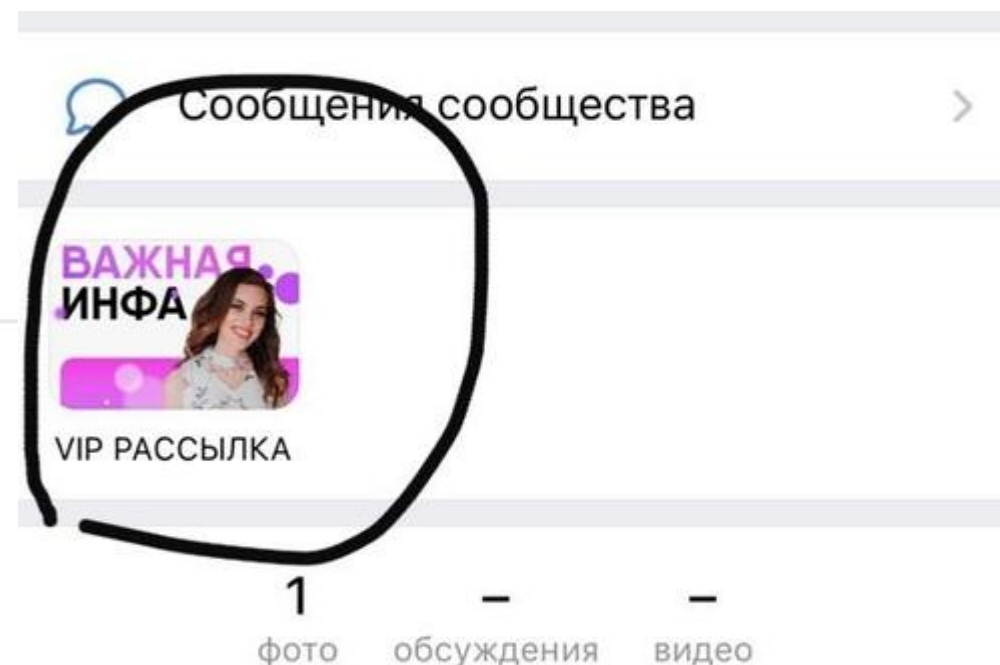 Сообщения сообщества
ВАЖНАЯ
ИНФА
VIP РАССЫЛКА
1 – –
фото обсуждения видео